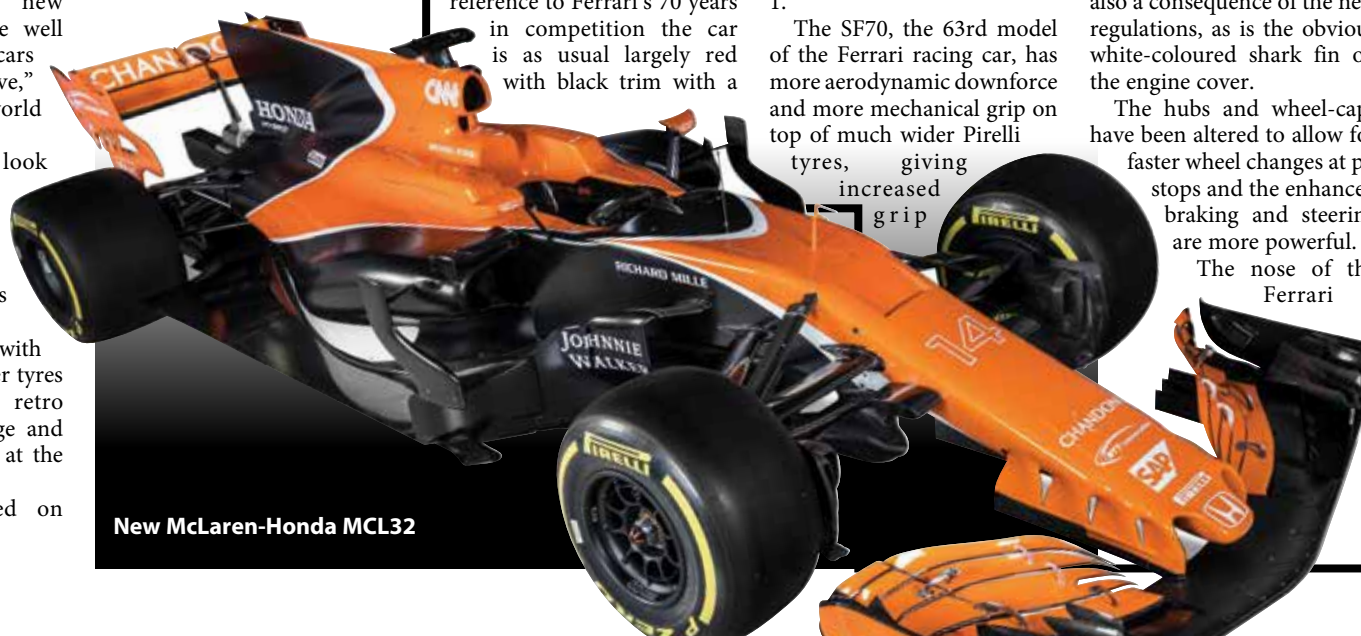 new
e well
cars
ve,”
orld
look
s
with
er tyres
retro
ge and
at the
ed on
reference to Ferrari's 70 years
in competition the car
is as usual largely red
with black trim with a
1.
The SF70, the 63rd model
of the Ferrari racing car, has
more aerodynamic downforce
and more mechanical grip on
top of much wider Pirelli
tyres, giving
increased
grip
also a consequence of the ne
regulations, as is the obviou
white-coloured shark fin o
the engine cover.
The hubs and wheel-cap
have been altered to allow fo
faster wheel changes at p
stops and the enhance
braking and steerin
are more powerful.
The nose of th
Ferrari
CHANDO
HONDA
CNN
RICHARD MILLE
JOHNNIE
WALKER
PIRELLI
14
CHANDON
SAP
PIRELLI
PIRELLI
P ZERO
New McLaren-Honda MCL32